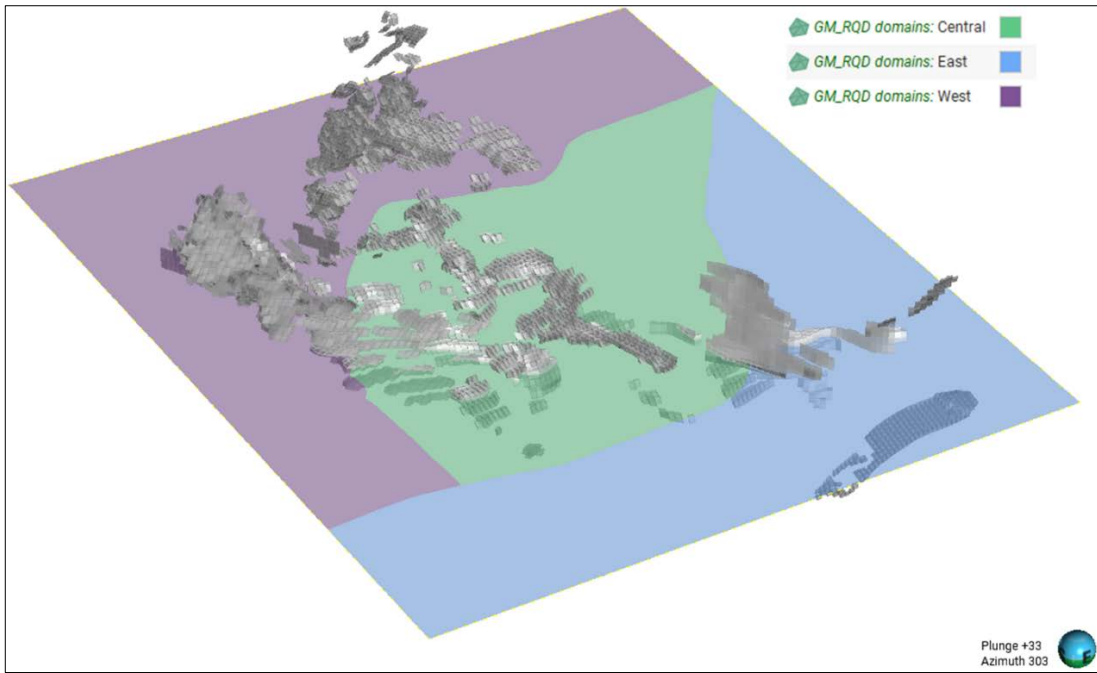 GM_RQD domains: Central
GM_RQD domains: East
GM_RQD domains: West
Plunge +33
Azimuth 303